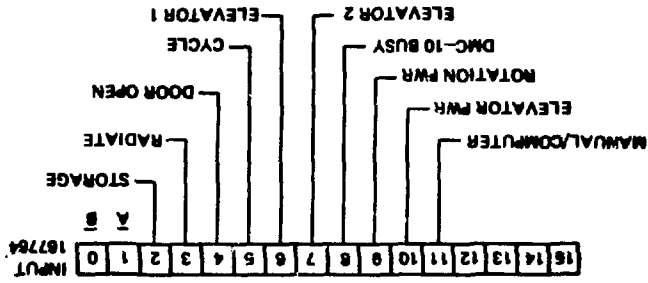 INPUT
15 14 13 12 11 10 9 8 7 6 5 4 3 2 1 0 167764
Ā B̄
STORAGE
MANUAL/COMPUTER RADIATE
ELEVATOR PWR
DOOR OPEN
ROTATION PWR
DMC-10 BUSY CYCLE
ELEVATOR 2 ELEVATOR 1